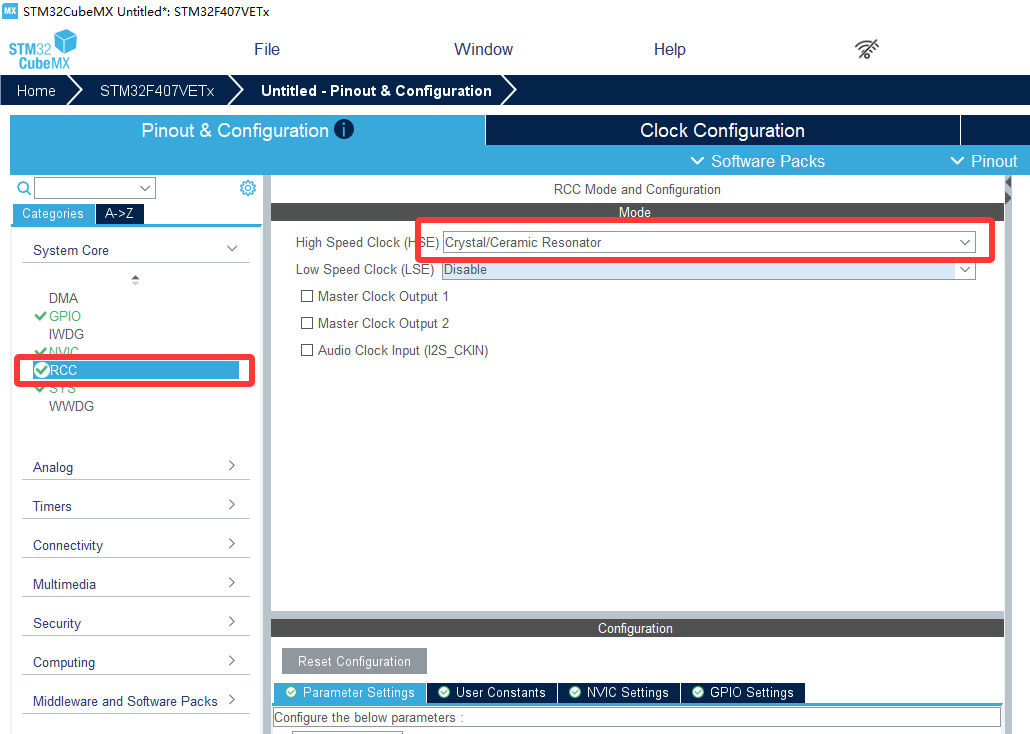 MX STM32CubeMX Untitled*: STM32F407VETx
STM32
CubeMX
File
Window
Help
Home
STM32F407VETx
Untitled - Pinout & Configuration
Pinout & Configuration
Clock Configuration
Software Packs
Pinout
Categories
A->Z
System Core
DMA
GPIO
IWDG
NVIC
RCC
SYS
WWDG
Analog
Timers
Connectivity
Multimedia
Security
Computing
Middleware and Software Packs
RCC Mode and Configuration
Mode
High Speed Clock (HSE) Crystal/Ceramic Resonator
Low Speed Clock (LSE) Disable
Master Clock Output 1
Master Clock Output 2
Audio Clock Input (I2S_CKIN)
Configuration
Reset Configuration
Parameter Settings
User Constants
NVIC Settings
GPIO Settings
Configure the below parameters :